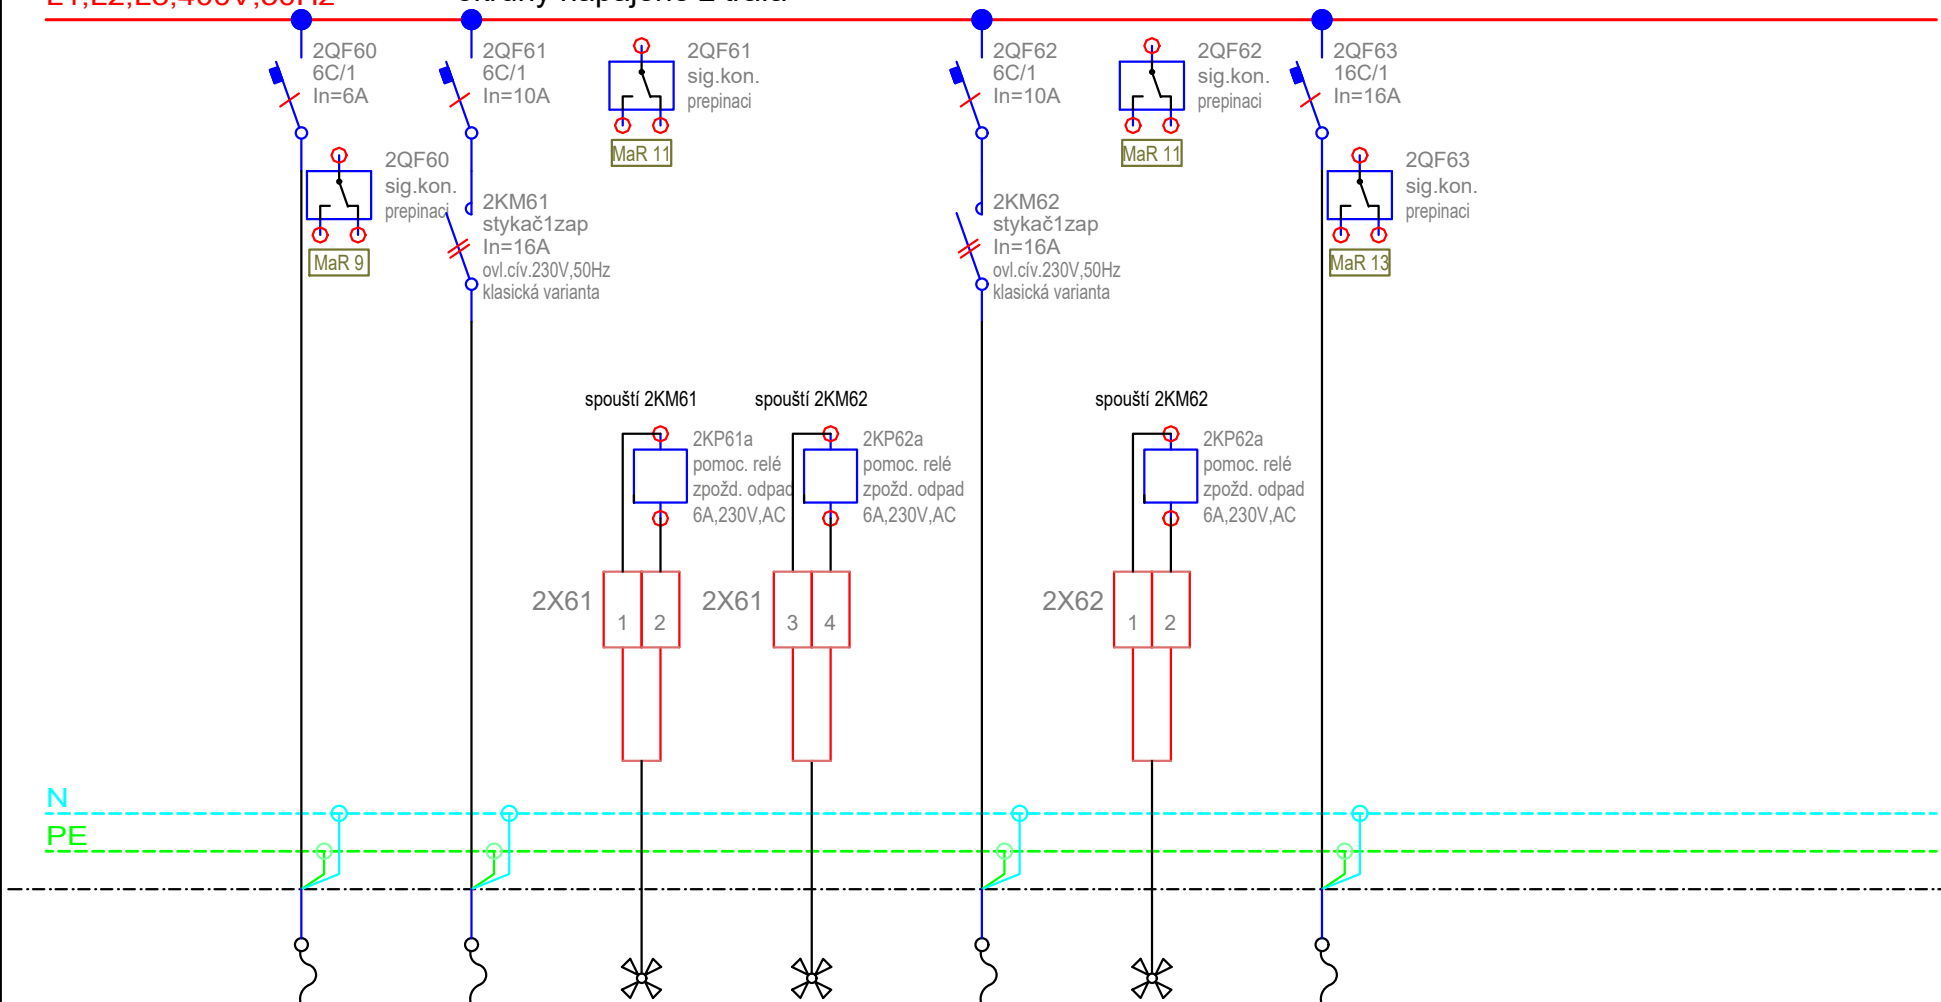 2QF60
6C/1
In=6A
2QF61
6C/1
In=10A
2QF61
sig.kon.
prepinaci
MaR 11
2QF62
6C/1
In=10A
2QF62
sig.kon.
prepinaci
MaR 11
2QF63
16C/1
In=16A
2QF60
sig.kon.
prepinaci
MaR 9
2KM61
stykač1zap
In=16A
ovl.cív.230V,50Hz
klasická varianta
2KM62
stykač1zap
In=16A
ovl.cív.230V,50Hz
klasická varianta
2QF63
sig.kon.
prepinaci
MaR 13
spouští 2KM61
2KP61a
pomoc. relé
zpožd. odpad
6A,230V,AC
spouští 2KM62
2KP62a
pomoc. relé
zpožd. odpad
6A,230V,AC
spouští 2KM62
2KP62a
pomoc. relé
zpožd. odpad
6A,230V,AC
2X61
1 2
2X61
3 4
2X62
1 2
N
PE